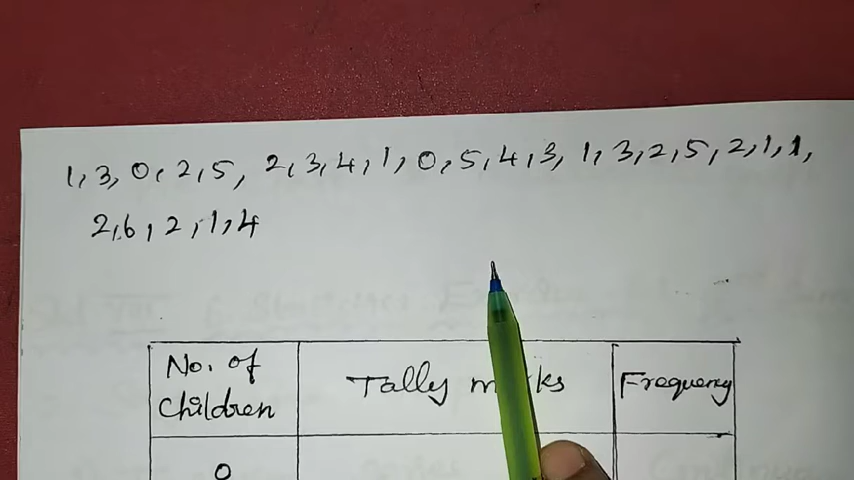 1, 3, 0, 2, 5, 2, 3, 4, 1, 0, 5, 4, 3, 1, 3, 2, 5, 2, 1, 1,
2, 6, 2, 1, 4
No. of
Children
Tally
Frequency
0